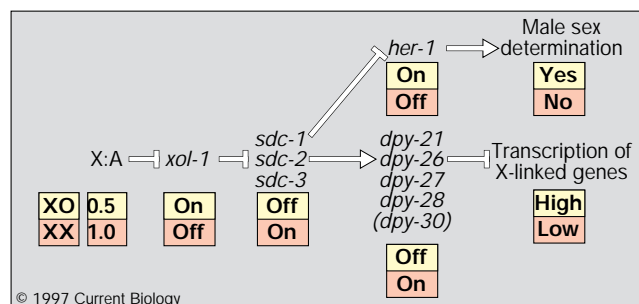 Male sex
determination
her-1
On
Off
Yes
No
sdc-1
sdc-2
sdc-3
X:A
xol-1
dpy-21
dpy-26
dpy-27
dpy-28
(dpy-30)
Transcription of
X-linked genes
XO 0.5
XX 1.0
On
Off
Off
On
High
Low
Off
On
© 1997 Current Biology